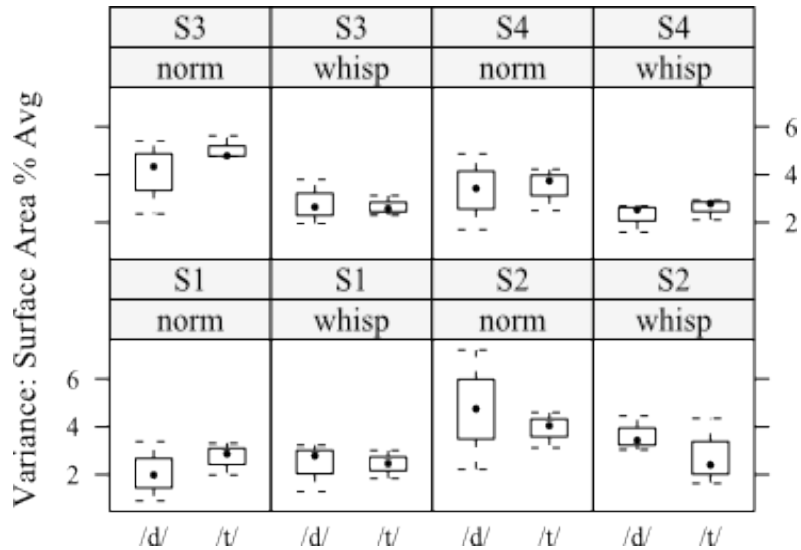 Variance: Surface Area % Avg
S3 S3 S4 S4
norm whisp norm whisp
6
4
2
S1 S1 S2 S2
norm whisp norm whisp
6
4
2
/d/ /t/ /d/ /t/ /d/ /t/ /d/ /t/